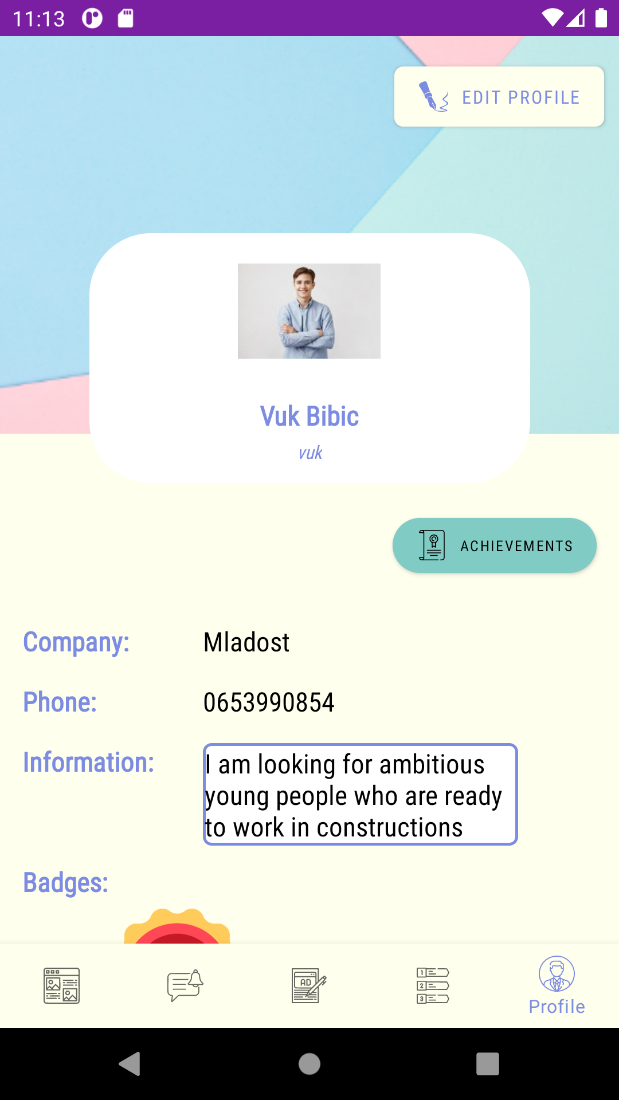 11:13
EDIT PROFILE
Vuk Bibic
vuk
ACHIEVEMENTS
Company: Mladost
Phone: 0653990854
Information: I am looking for ambitious
young people who are ready
to work in constructions
Badges:
AD
1
2
3
Profile